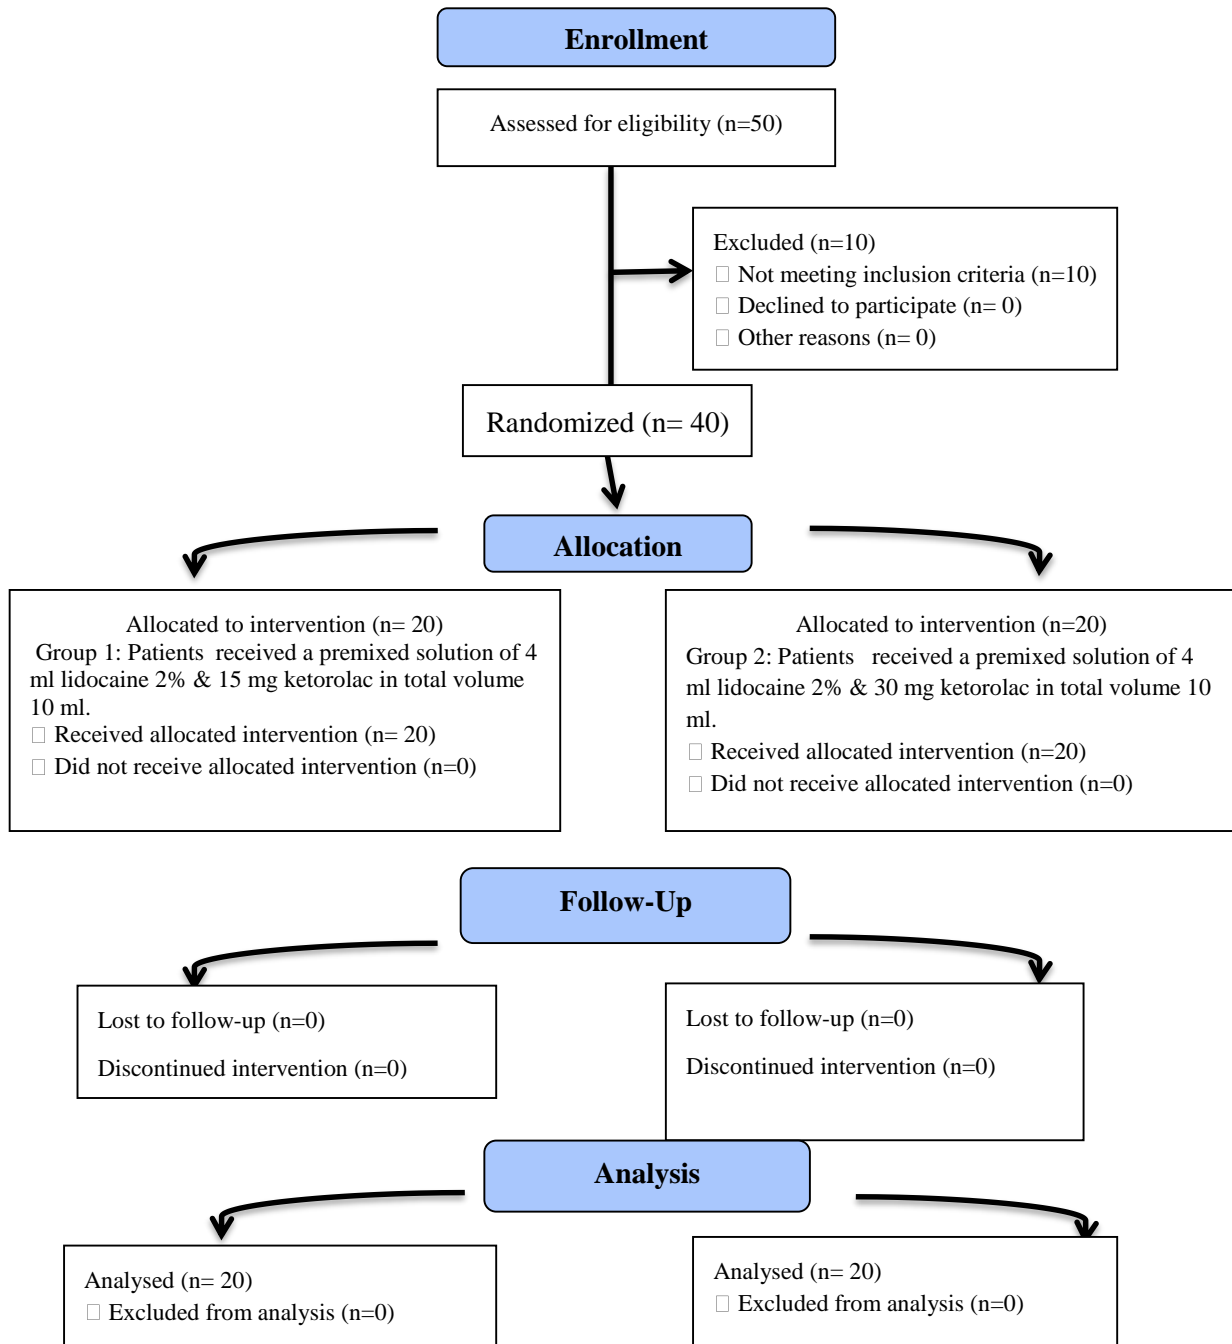 Enrollment
Assessed for eligibility (n=50)
Excluded (n=10)
□ Not meeting inclusion criteria (n=10)
□ Declined to participate (n= 0)
□ Other reasons (n= 0)
Randomized (n= 40)
Allocation
Allocated to intervention (n= 20)
Group 1: Patients received a premixed solution of 4
ml lidocaine 2% & 15 mg ketorolac in total volume
10 ml.
□ Received allocated intervention (n= 20)
□ Did not receive allocated intervention (n=0)
Allocated to intervention (n=20)
Group 2: Patients received a premixed solution of 4
ml lidocaine 2% & 30 mg ketorolac in total volume 10
ml.
□ Received allocated intervention (n=20)
□ Did not receive allocated intervention (n=0)
Follow-Up
Lost to follow-up (n=0)
Discontinued intervention (n=0)
Lost to follow-up (n=0)
Discontinued intervention (n=0)
Analysis
Analysed (n= 20)
□ Excluded from analysis (n=0)
Analysed (n= 20)
□ Excluded from analysis (n=0)